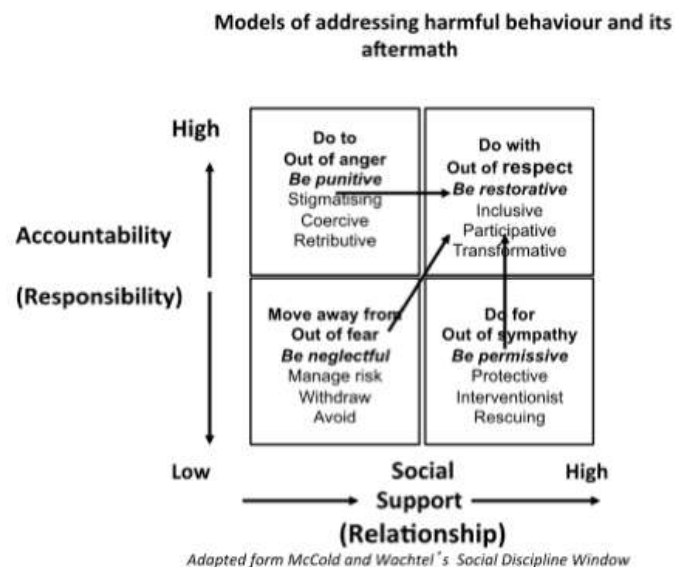 Models of addressing harmful behaviour and its
aftermath
High
Accountability
(Responsibility)
Do to
Out of anger
Be punitive
Stigmatising
Coercive
Retributive
Do with
Out of respect
Be restorative
Inclusive
Participative
Transformative
Move away from
Out of fear
Be neglectful
Manage risk
Withdraw
Avoid
Do for
Out of sympathy
Be permissive
Protective
Interventionist
Rescuing
Low
Social
High
Support
(Relationship)
Adapted form McCold and Wachtel´s Social Discipline Window